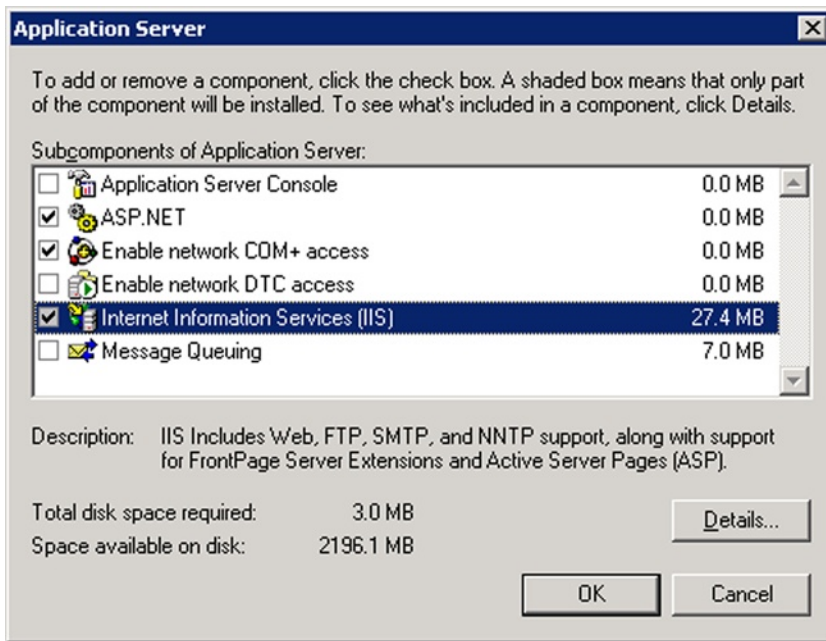 Application Server
To add or remove a component, click the check box. A shaded box means that only part
of the component will be installed. To see what's included in a component, click Details.
Subcomponents of Application Server:
Application Server Console 0.0 MB
ASP.NET 0.0 MB
Enable network COM+ access 0.0 MB
Enable network DTC access 0.0 MB
Internet Information Services (IIS) 27.4 MB
Message Queuing 7.0 MB
Description: IIS Includes Web, FTP, SMTP, and NNTP support, along with support
for FrontPage Server Extensions and Active Server Pages (ASP).
Total disk space required: 3.0 MB
Space available on disk: 2196.1 MB
Details...
OK Cancel